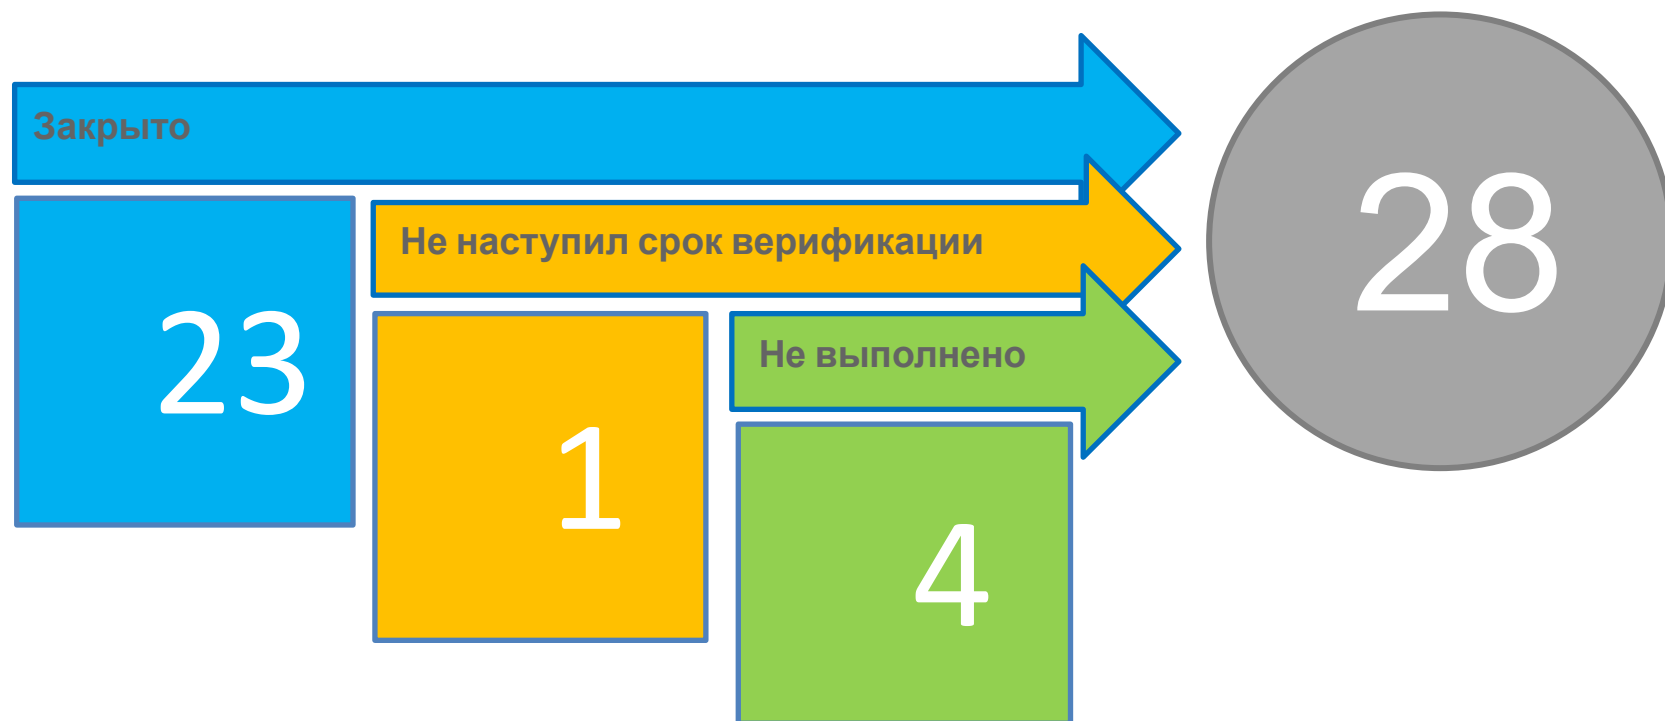 Закрыто
28
Не наступил срок верификации
23
Не выполнено
1
4